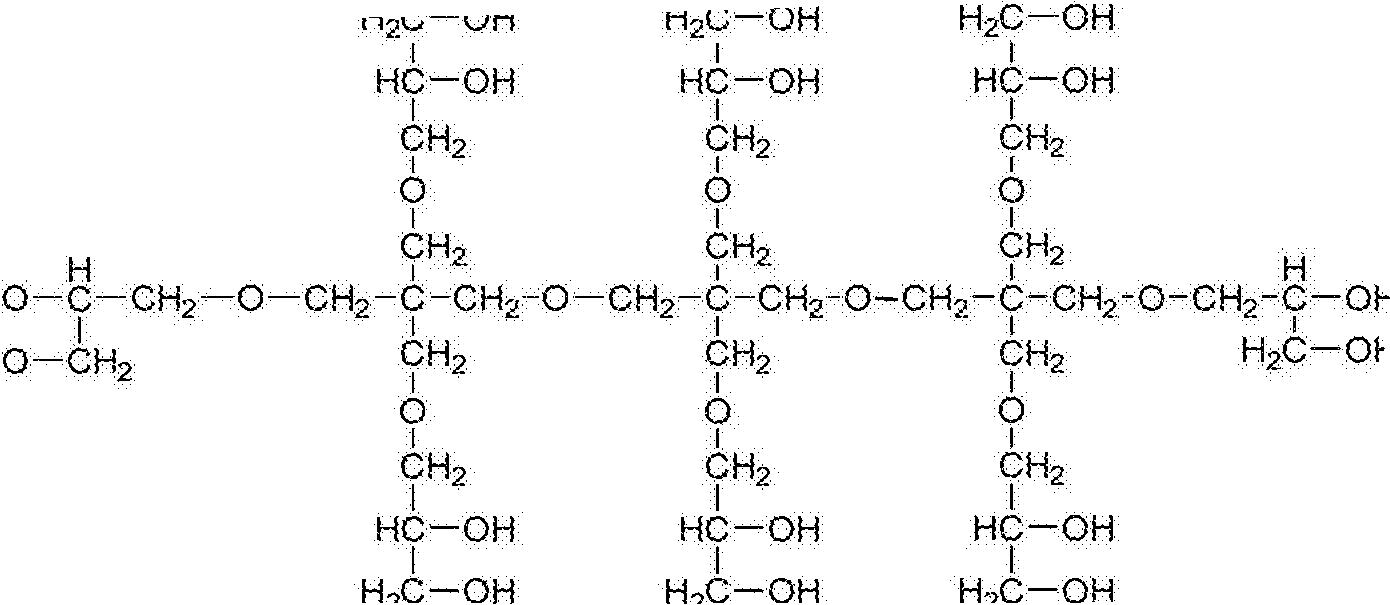 H₂C—OH H₂C—OH H₂C—OH
HC—OH HC—OH HC—OH
CH₂ CH₂ CH₂
O O O
CH₂ CH₂ CH₂
H H
O—C—CH₂—O—CH₂—C—CH₂—O—CH₂—C—CH₂—O—CH₂—C—CH₂—O—CH₂—C—OH
O—CH₂ CH₂ CH₂ CH₂ H₂C—OH
O O O
CH₂ CH₂ CH₂
HC—OH HC—OH HC—OH
H₂C—OH H₂C—OH H₂C—OH